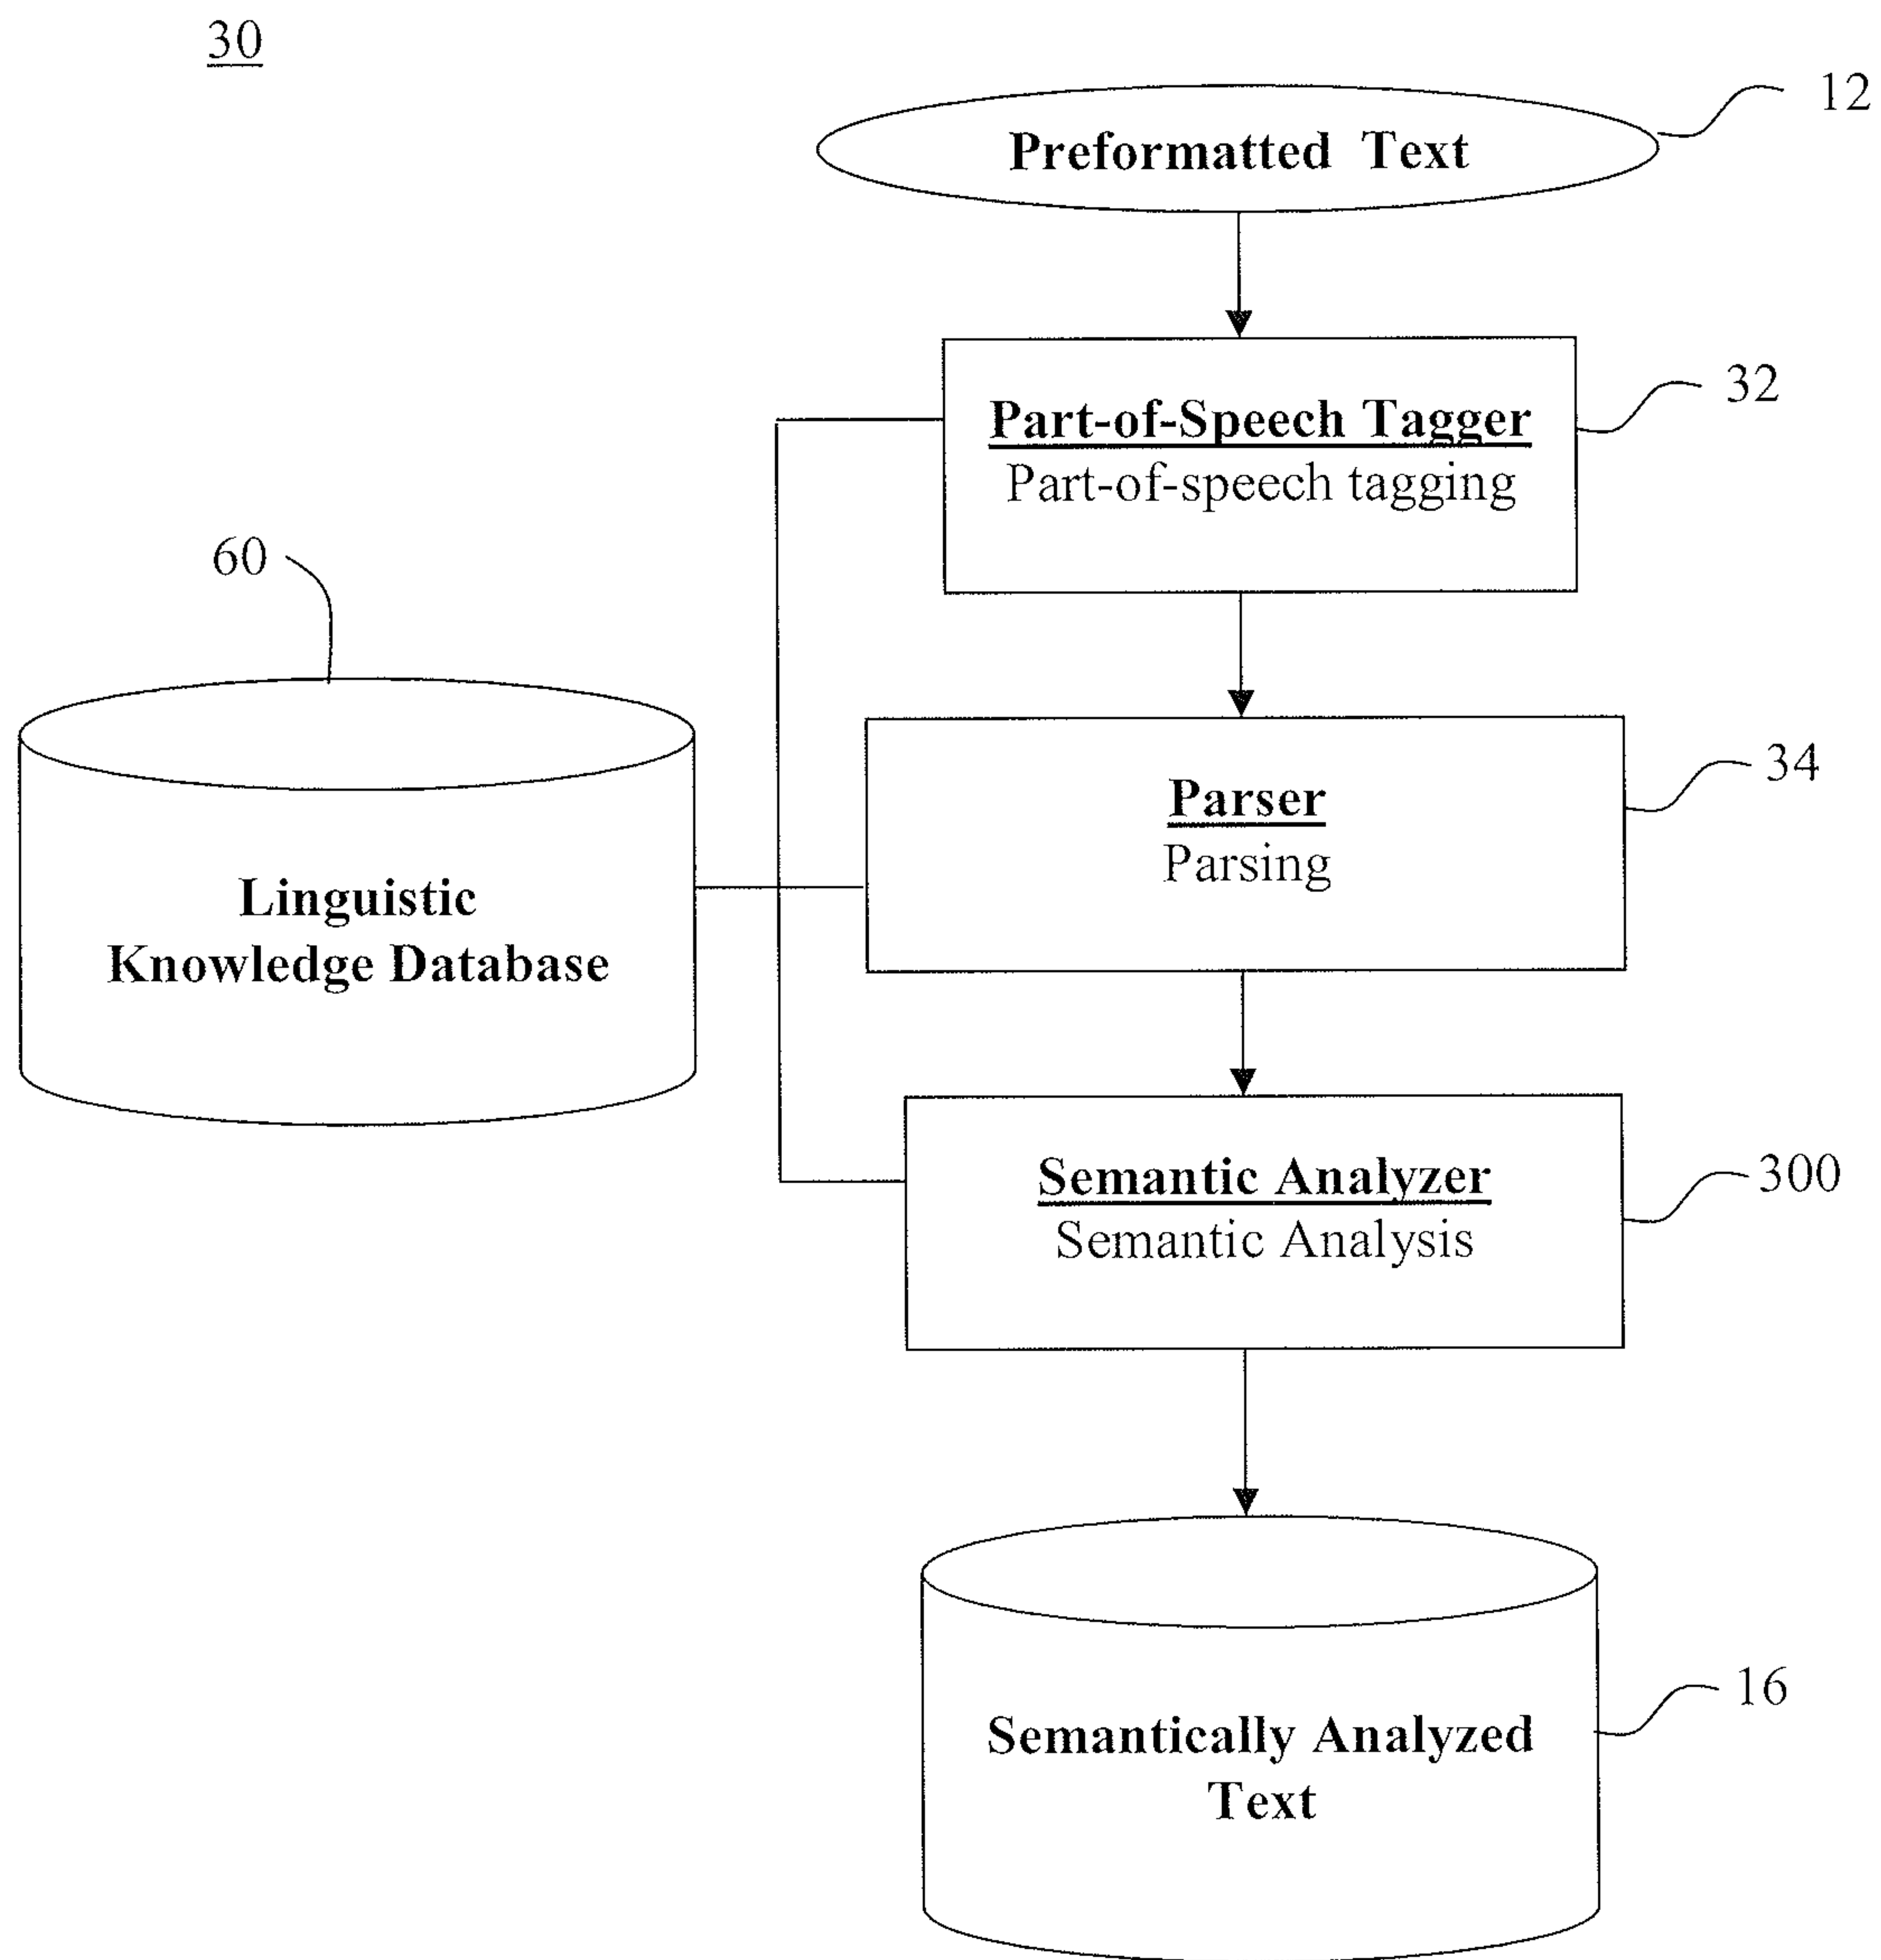 30
12
Preformatted Text
32
Part-of-Speech Tagger
Part-of-speech tagging
60
34
Parser
Parsing
Linguistic
Knowledge Database
300
Semantic Analyzer
Semantic Analysis
16
Semantically Analyzed
Text